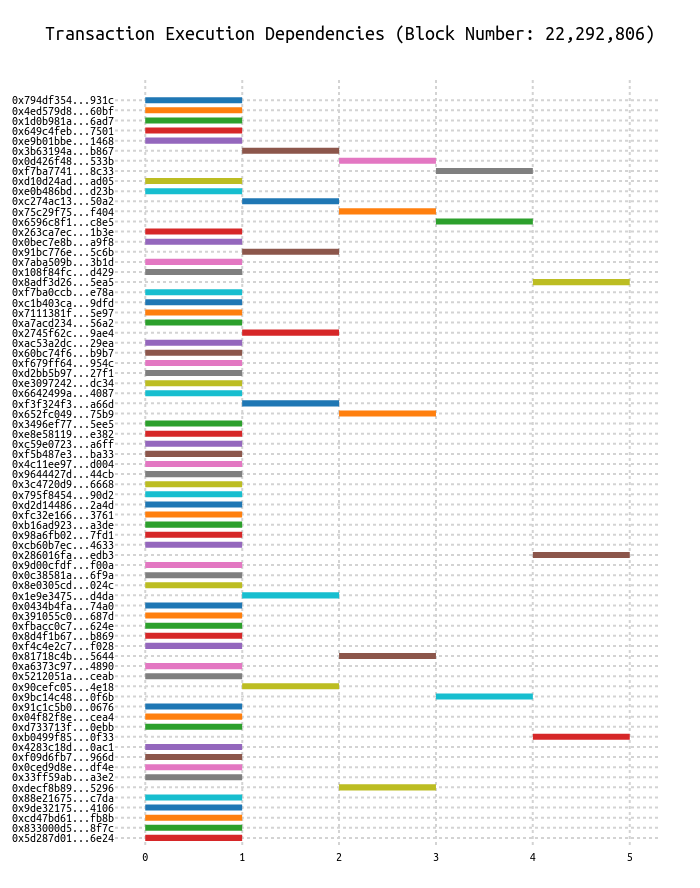 Transaction Execution Dependencies (Block Number: 22,292,806)
0x794df354...931c
0x4ed579d8...60bf
0x1d0b981a...6ad7
0x649c4feb...7501
0xe9b01bbe...1468
0x3b63194a...b867
0x0d426f48...533b
0xf7ba7741...8c33
0xd10d24ad...ad05
0xe0b486bd...d23b
0xc274ac13...50a2
0x75c29f75...f404
0x6596c8f1...c8e5
0x263ca7ec...1b3e
0x0bec7e8b...a9f8
0x91bc776e...5c6b
0x7aba509b...3b1d
0x108f84fc...d429
0x8adf3d26...5ea5
0xf7ba0ccb...e78a
0xc1b403ca...9dfd
0x7111381f...5e97
0xa7acd234...56a2
0x2745f62c...9ae4
0xac53a2dc...29ea
0x60bc74f6...b9b7
0xf679ff64...954c
0xd2bb5b97...27f1
0xe3097242...dc34
0x6642499a...4087
0xf3f324f3...a66d
0x652fc049...75b9
0x3496ef77...5ee5
0xe8e58119...e382
0xc59e0723...a6ff
0xf5b487e3...ba33
0x4c11ee97...d004
0x9644427d...44cb
0x3c4720d9...6668
0x795f8454...90d2
0xd2d14486...2a4d
0xfc32e166...3761
0xb16ad923...a3de
0x98a6fb02...7fd1
0xcb60b7ec...4633
0x286016fa...edb3
0x9d00cfdf...f00a
0x0c38581a...6f9a
0x8e0305cd...024c
0x1e9e3475...d4da
0x0434b4fa...74a0
0x391055c0...687d
0xfbacc0c7...624e
0x8d4f1b67...b869
0xf4c4e2c7...f028
0x81718c4b...5644
0xa6373c97...4890
0x5212051a...ceab
0x90cefc05...4e18
0x9bc14c48...0f6b
0x91c1c5b0...0676
0x04f82f8e...cea4
0xd733713f...0ebb
0xb0499f85...0f33
0x4283c18d...0ac1
0xf09d6fb7...966d
0x0ced9d8e...df4e
0x33ff59ab...a3e2
0xdecf8b89...5296
0x88e21675...c7da
0x9de32175...4106
0xcd47bd61...fb8b
0x833000d5...8f7c
0x5d287d01...6e24
0 1 2 3 4 5